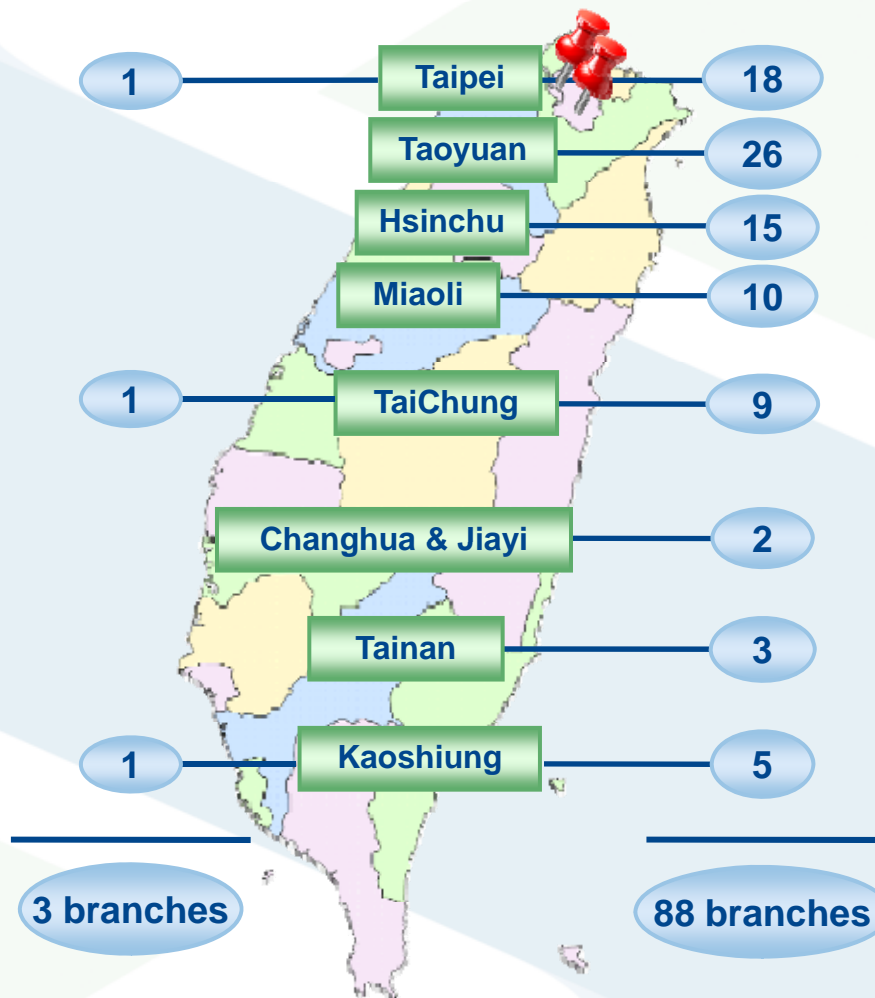 1 Taipei 18
Taoyuan 26
Hsinchu 15
Miaoli 10
1 TaiChung 9
Changhua & Jiayi 2
Tainan 3
1 Kaoshiung 5
3 branches 88 branches